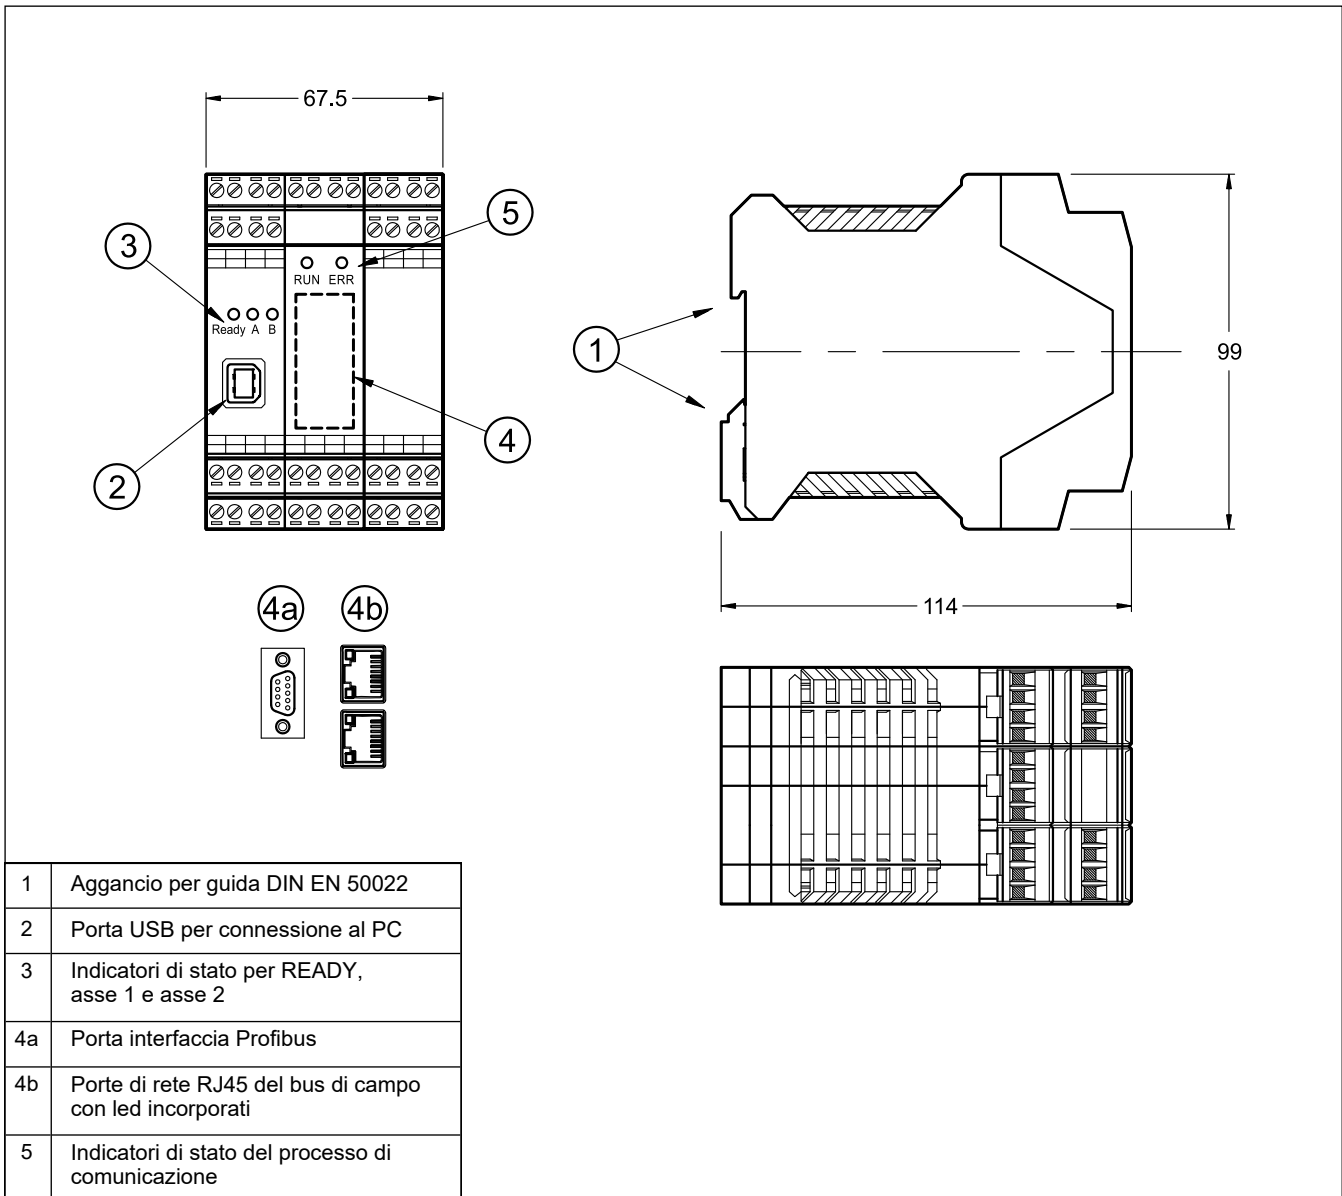 67.5
5
3
RUN ERR
Ready A B
1
99
4
2
114
4a 4b
1 Aggancio per guida DIN EN 50022
2 Porta USB per connessione al PC
3 Indicatori di stato per READY,
asse 1 e asse 2
4a Porta interfaccia Profibus
4b Porte di rete RJ45 del bus di campo
con led incorporati
5 Indicatori di stato del processo di
comunicazione